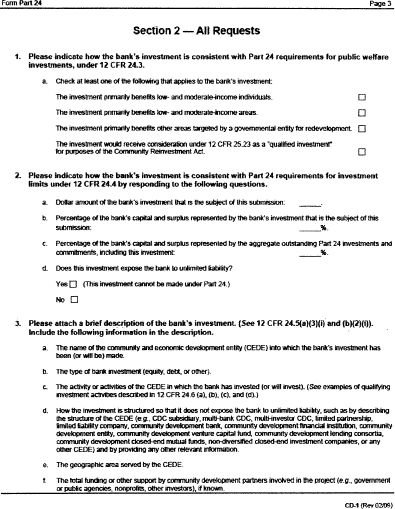 Form Part 24 Page 3
Section 2 — All Requests
1. Please indicate how the bank's investment is consistent with Part 24 requirements for public welfare
investments, under 12 CFR 24.3.
a. Check at least one of the following that applies to the bank's investment:
The investment primarily benefits low- and moderate-income individuals. ☐
The investment primarily benefits low- and moderate-income areas. ☐
The investment primarily benefits other areas targeted by a governmental entity for redevelopment. ☐
The investment would receive consideration under 12 CFR 25.23 as a "qualified investment"
for purposes of the Community Reinvestment Act. ☐
2. Please indicate how the bank's investment is consistent with Part 24 requirements for investment
limits under 12 CFR 24.4 by responding to the following questions.
a. Dollar amount of the bank's investment that is the subject of this submission: _____.
b. Percentage of the bank's capital and surplus represented by the bank's investment that is the subject of this
submission: _____%.
c. Percentage of the bank's capital and surplus represented by the aggregate outstanding Part 24 investments and
commitments, including this investment: _____%.
d. Does this investment expose the bank to unlimited liability?
Yes ☐ (This investment cannot be made under Part 24.)
No ☐
3. Please attach a brief description of the bank's investment. (See 12 CFR 24.5(a)(3)(i) and (b)(2)(i)).
Include the following information in the description.
a. The name of the community and economic development entity (CEDE) into which the bank's investment has
been (or will be) made.
b. The type of bank investment (equity, debt, or other).
c. The activity or activities of the CEDE in which the bank has invested (or will invest). (See examples of qualifying
investment activities described in 12 CFR 24.6 (a), (b), (c), and (d).)
d. How the investment is structured so that it does not expose the bank to unlimited liability, such as by describing
the structure of the CEDE (e.g., CDC subsidiary, multi-bank CDC, multi-investor CDC, limited partnership,
limited liability company, community development bank, community development financial institution, community
development entity, community development venture capital fund, community development lending consortia,
community development closed-end mutual funds, non-diversified closed-end investment companies, or any
other CEDE) and by providing any other relevant information.
e. The geographic area served by the CEDE.
f. The total funding or other support by community development partners involved in the project (e.g., government
or public agencies, nonprofits, other investors), if known.
CD-1 (Rev 02/09)